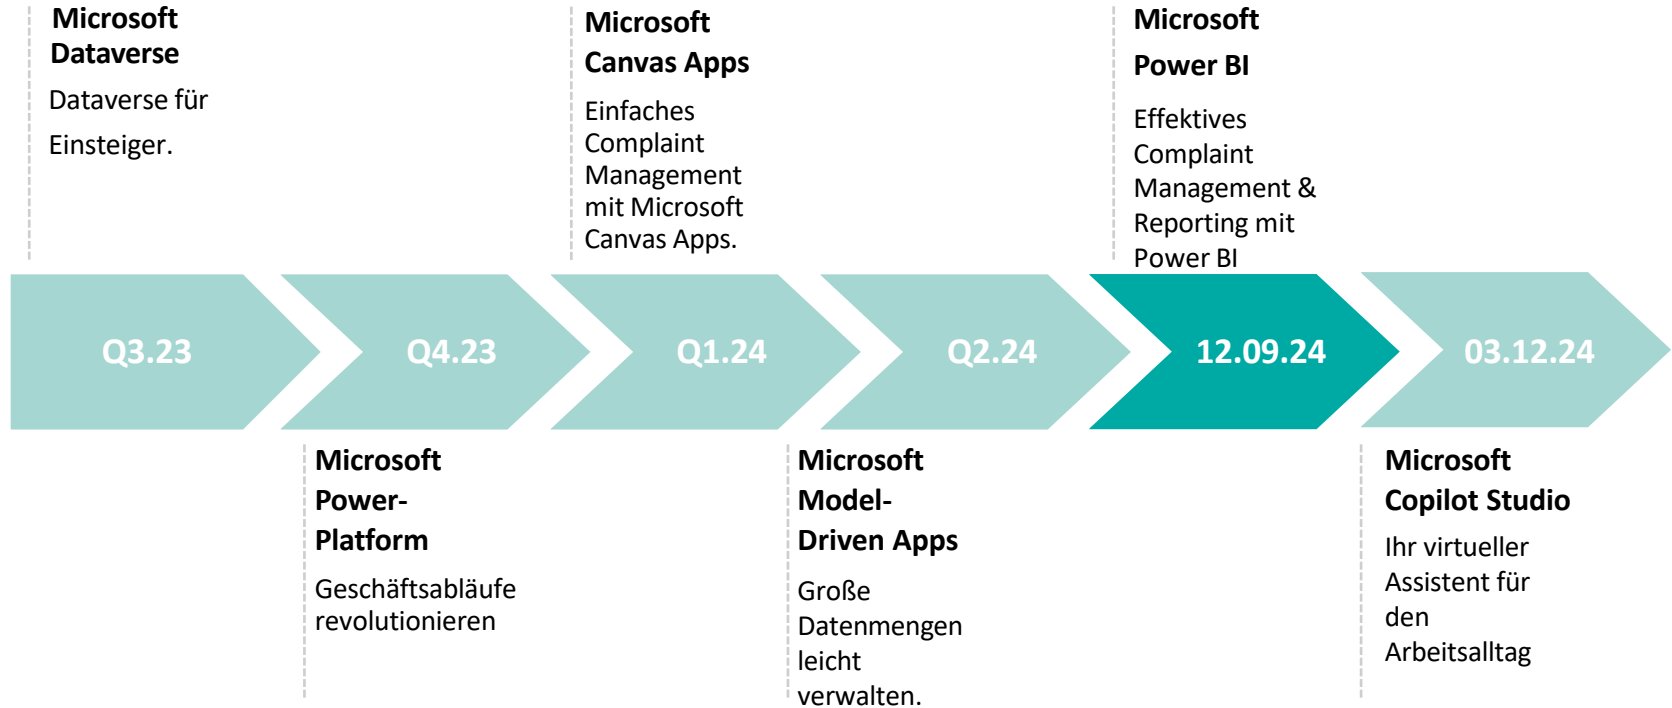 Microsoft
Dataverse
Dataverse für
Einsteiger.
Microsoft
Canvas Apps
Einfaches
Complaint
Management
mit Microsoft
Canvas Apps.
Microsoft
Power BI
Effektives
Complaint
Management &
Reporting mit
Power BI
Q3.23
Q4.23
Q1.24
Q2.24
12.09.24
03.12.24
Microsoft
Power-
Platform
Geschäftsabläufe
revolutionieren
Microsoft
Model-
Driven Apps
Große
Datenmengen
leicht
verwalten.
Microsoft
Copilot Studio
Ihr virtueller
Assistent für
den
Arbeitsalltag